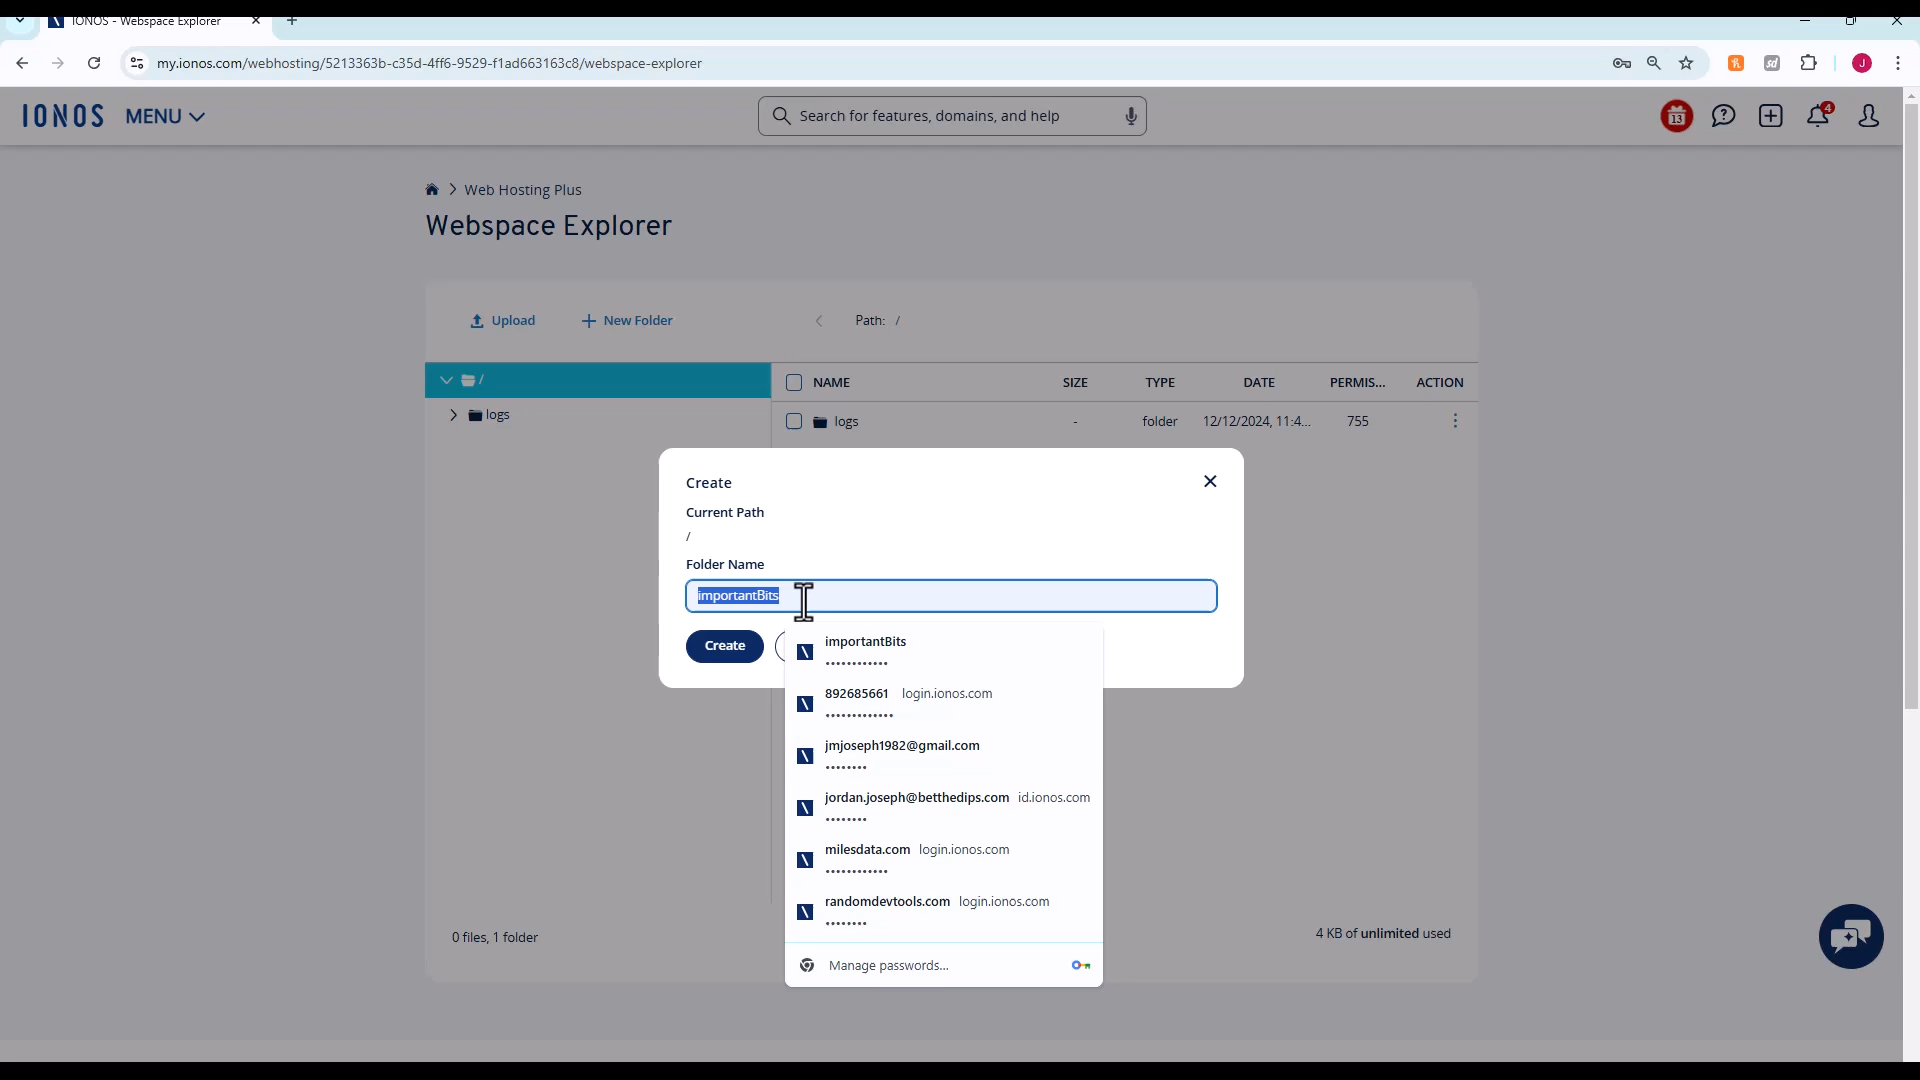 IONOS - Webspace Explorer
my.ionos.com/webhosting/5213363b-c35d-4ff6-9529-f1ad663163c8/webspace-explorer
sd
J
IONOS MENU
Search for features, domains, and help
13
4
Web Hosting Plus
Webspace Explorer
Upload
New Folder
Path: /
/
NAME SIZE TYPE DATE PERMIS... ACTION
logs
logs - folder 12/12/2024, 11:4... 755
Create
Current Path
/
Folder Name
importantBits
Create
importantBits
••••••••••••
892685661 login.ionos.com
•••••••••••••
jmjoseph1982@gmail.com
••••••••
jordan.joseph@betthedips.com id.ionos.com
••••••••
milesdata.com login.ionos.com
••••••••••••
randomdevtools.com login.ionos.com
••••••••
Manage passwords...
0 files, 1 folder
4 KB of unlimited used